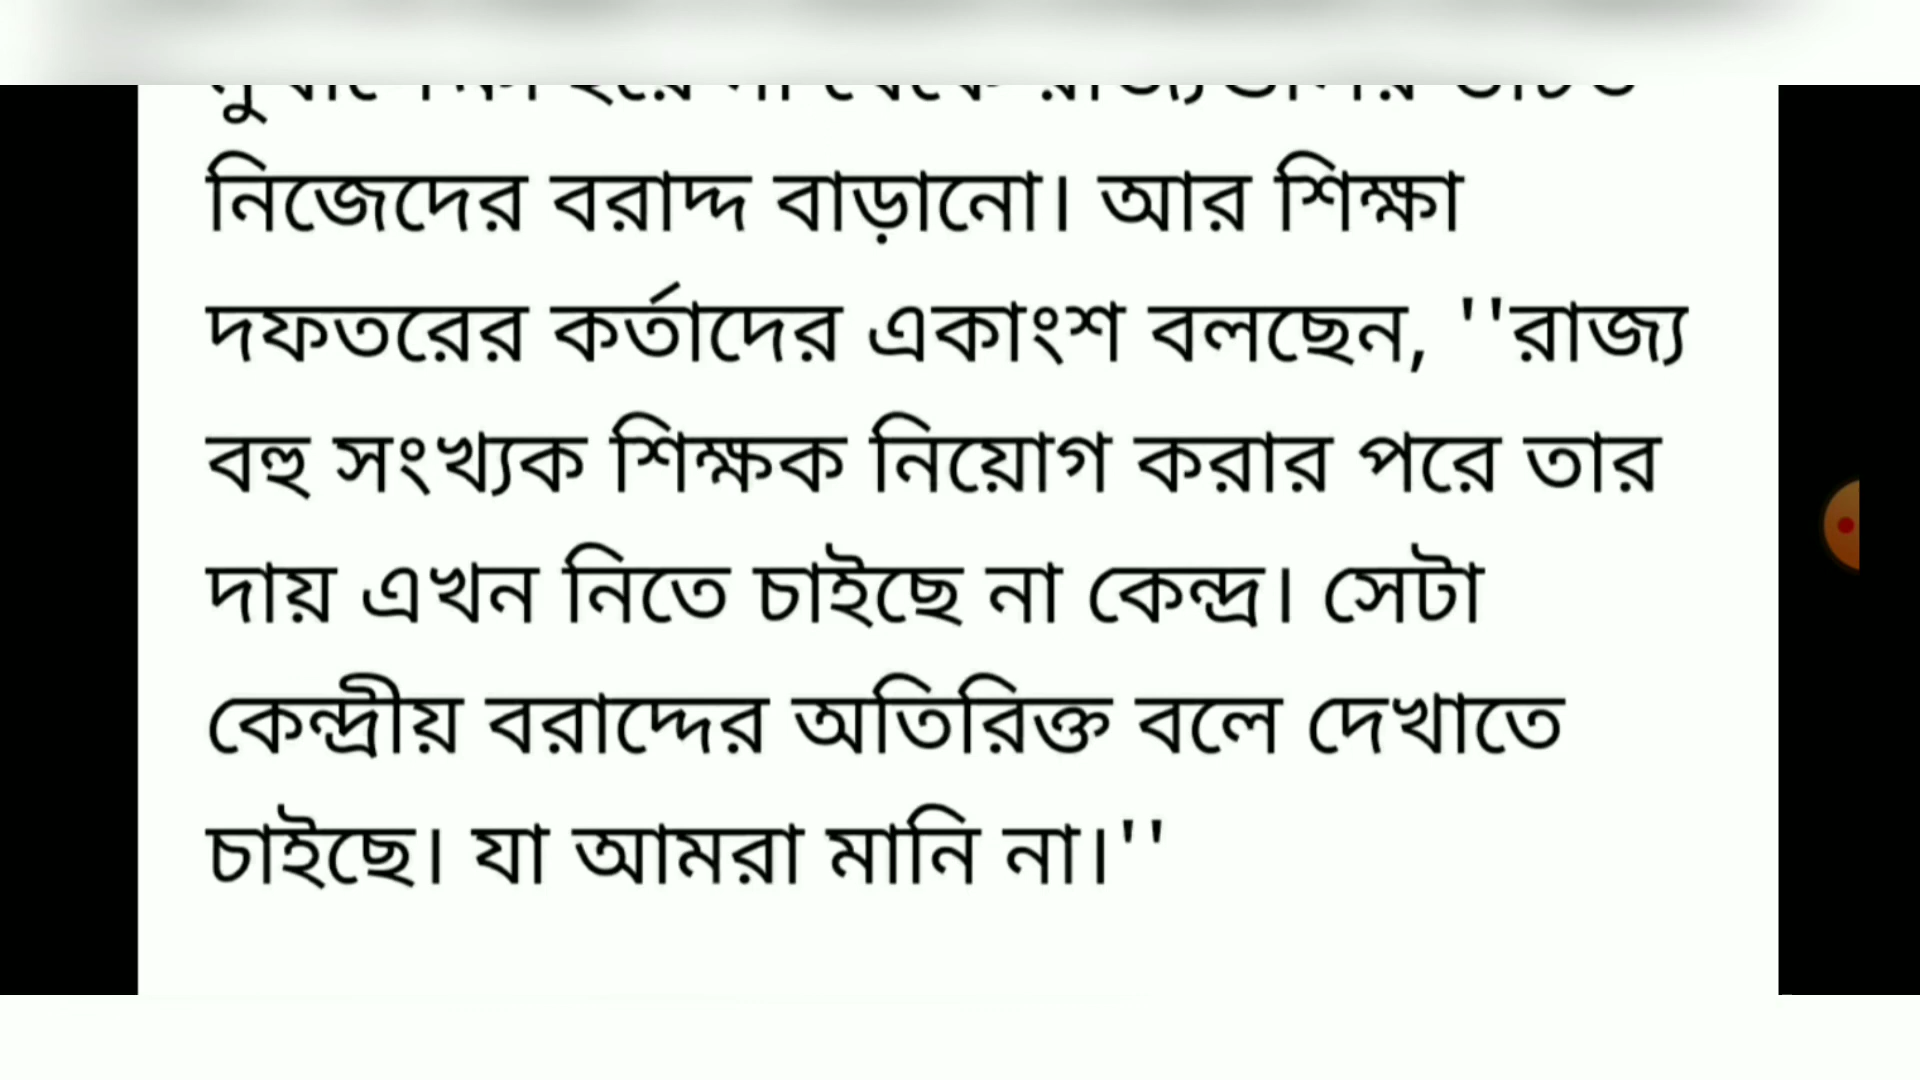 নিজেদের বরাদ্দ বাড়ানো। আর শিক্ষা
দফতরের কর্তাদের একাংশ বলছেন, ''রাজ্য
বহু সংখ্যক শিক্ষক নিয়োগ করার পরে তার
দায় এখন নিতে চাইছে না কেন্দ্র। সেটা
কেন্দ্রীয় বরাদ্দের অতিরিক্ত বলে দেখাতে
চাইছে। যা আমরা মানি না।''